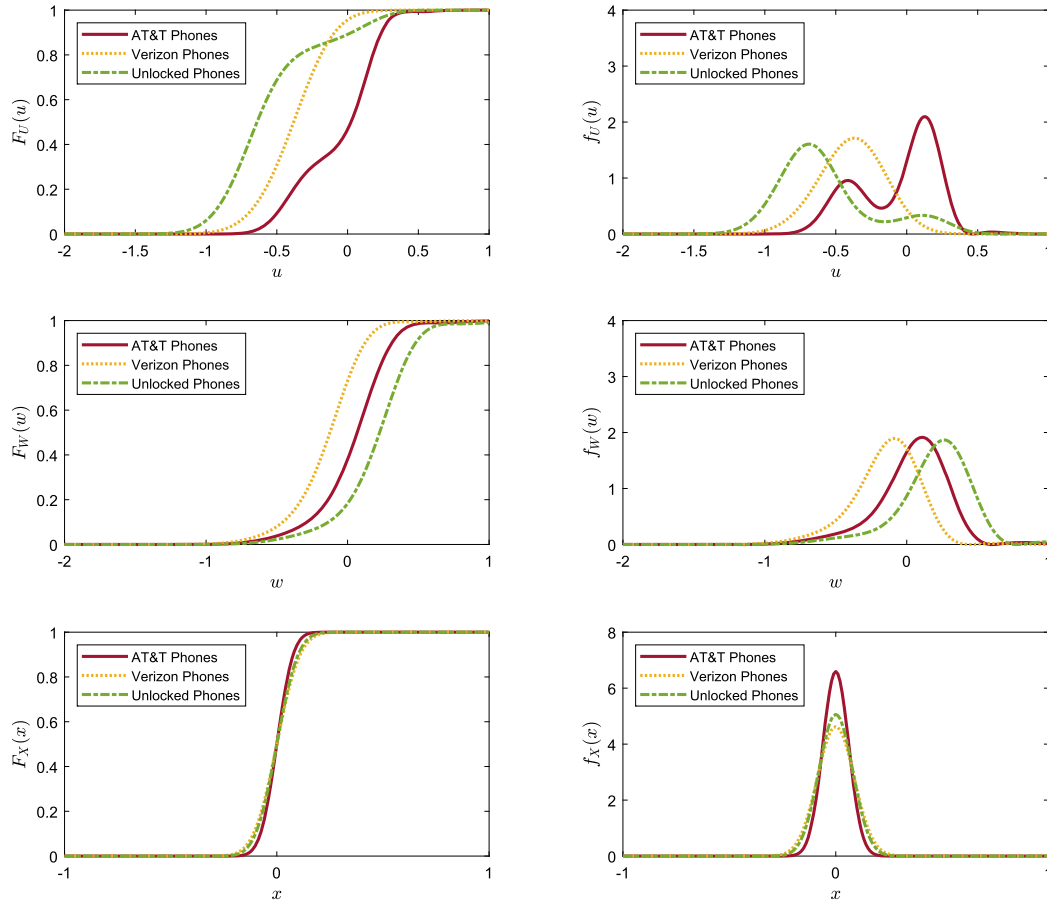 1
0.8
0.6
0.4
0.2
0
-2
-1.5
-1
-0.5
0
0.5
1
u
F_U(u)
AT&T Phones
Verizon Phones
Unlocked Phones
4
3
2
1
0
-2
-1.5
-1
-0.5
0
0.5
1
u
f_U(u)
AT&T Phones
Verizon Phones
Unlocked Phones
1
0.8
0.6
0.4
0.2
0
-2
-1
0
1
w
F_W(w)
AT&T Phones
Verizon Phones
Unlocked Phones
4
3
2
1
0
-2
-1
0
1
w
f_W(w)
AT&T Phones
Verizon Phones
Unlocked Phones
1
0.8
0.6
0.4
0.2
0
-1
0
1
x
F_X(x)
AT&T Phones
Verizon Phones
Unlocked Phones
8
6
4
2
0
-1
0
1
x
f_X(x)
AT&T Phones
Verizon Phones
Unlocked Phones